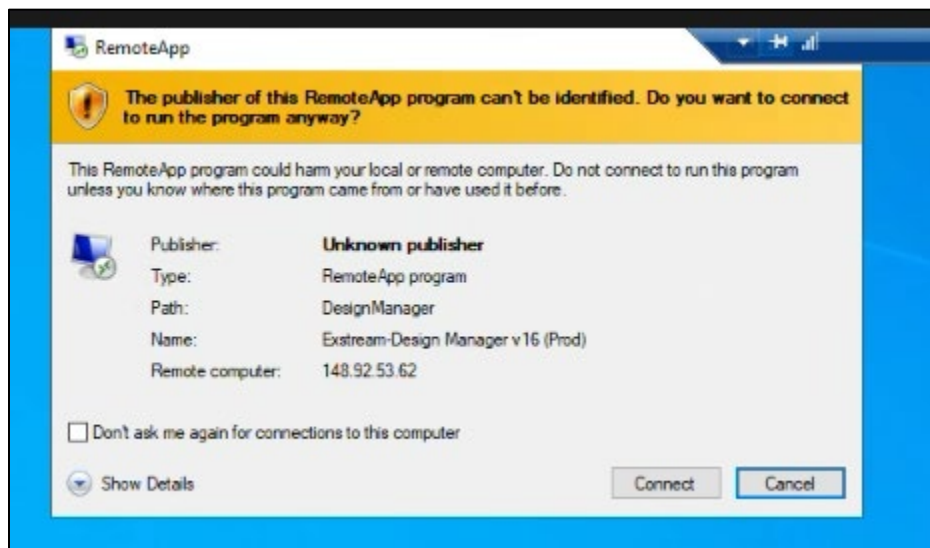 RemoteApp
The publisher of this RemoteApp program can't be identified. Do you want to connect
to run the program anyway?
This RemoteApp program could harm your local or remote computer. Do not connect to run this program
unless you know where this program came from or have used it before.
Publisher: Unknown publisher
Type: RemoteApp program
Path: DesignManager
Name: Exstream-Design Manager v16 (Prod)
Remote computer: 148.92.53.62
Don't ask me again for connections to this computer
Show Details Connect Cancel